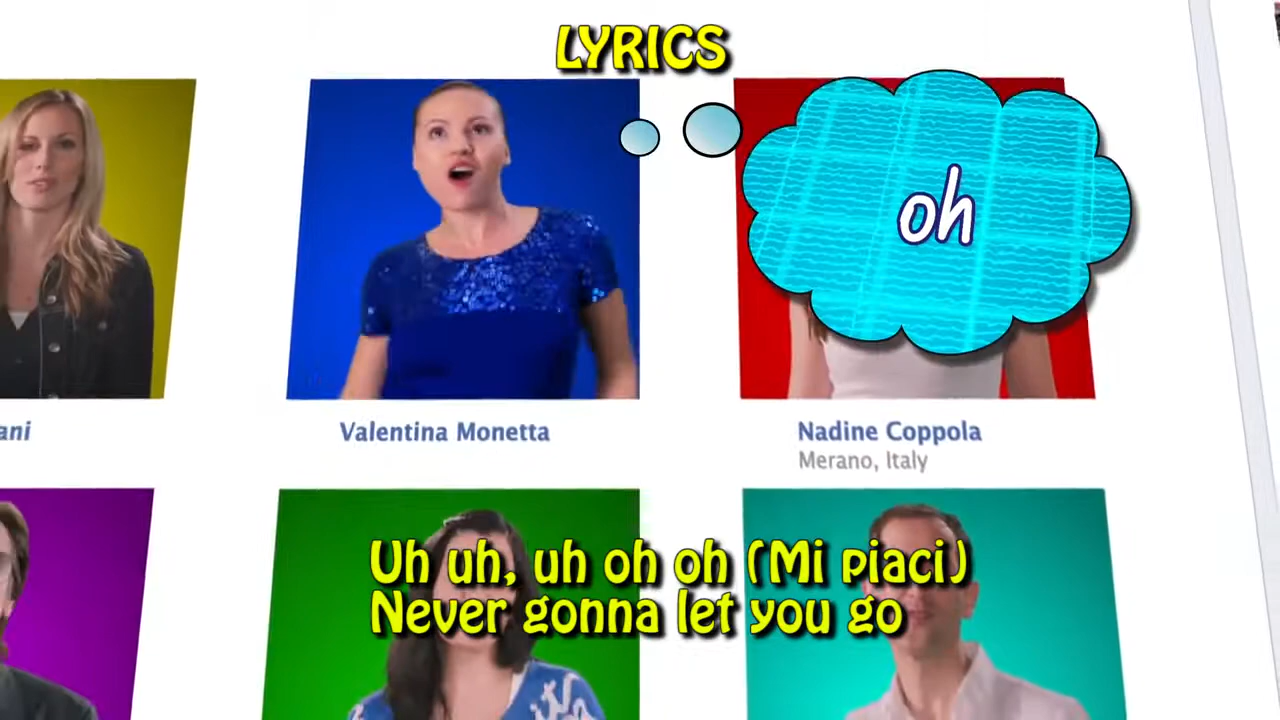 LYRICS
oh
ani
Valentina Monetta
Nadine Coppola
Merano, Italy
Uh uh, uh oh oh (Mi piaci)
Never gonna let you go